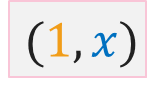 (1, x)